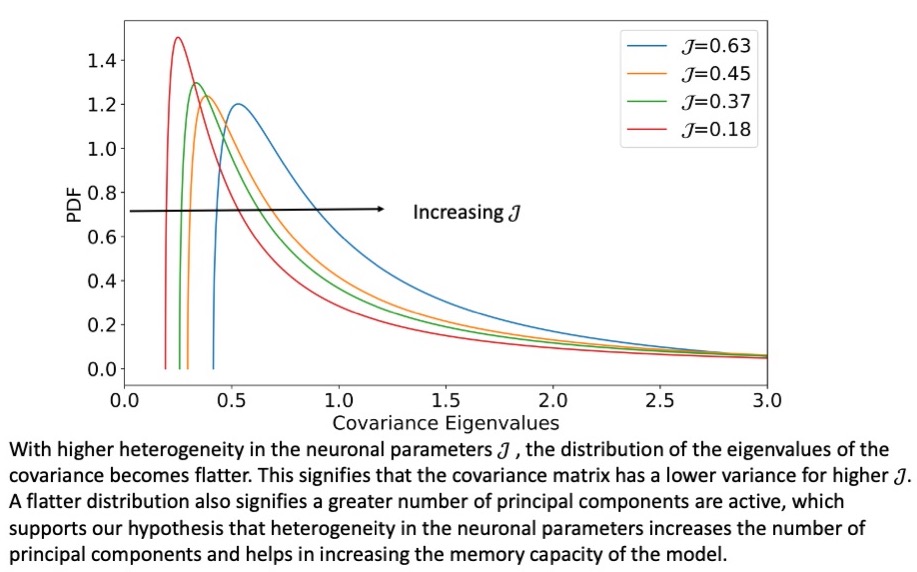 1.4
1.2
1.0
0.8
0.6
0.4
0.2
0.0
PDF
𝒥=0.63
𝒥=0.45
𝒥=0.37
𝒥=0.18
Increasing 𝒥
0.0 0.5 1.0 1.5 2.0 2.5 3.0
Covariance Eigenvalues
With higher heterogeneity in the neuronal parameters 𝒥 , the distribution of the eigenvalues of the
covariance becomes flatter. This signifies that the covariance matrix has a lower variance for higher 𝒥.
A flatter distribution also signifies a greater number of principal components are active, which
supports our hypothesis that heterogeneity in the neuronal parameters increases the number of
principal components and helps in increasing the memory capacity of the model.